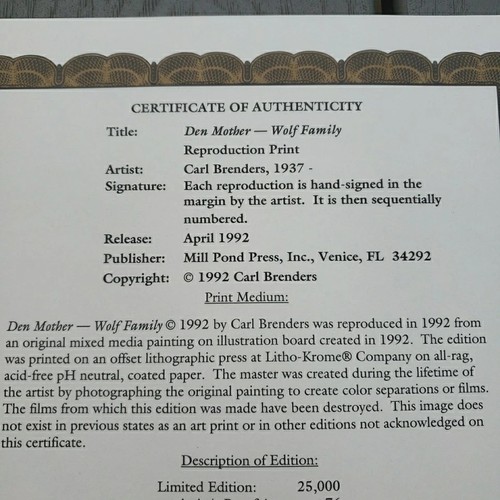 CERTIFICATE OF AUTHENTICITY
Title: Den Mother — Wolf Family
Reproduction Print
Artist: Carl Brenders, 1937 -
Signature: Each reproduction is hand-signed in the
margin by the artist. It is then sequentially
numbered.
Release: April 1992
Publisher: Mill Pond Press, Inc., Venice, FL 34292
Copyright: © 1992 Carl Brenders
Print Medium:
Den Mother — Wolf Family © 1992 by Carl Brenders was reproduced in 1992 from
an original mixed media painting on illustration board created in 1992. The edition
was printed on an offset lithographic press at Litho-Krome® Company on all-rag,
acid-free pH neutral, coated paper. The master was created during the lifetime of
the artist by photographing the original painting to create color separations or films.
The films from which this edition was made have been destroyed. This image does
not exist in previous states as an art print or in other editions not acknowledged on
this certificate.
Description of Edition:
Limited Edition: 25,000